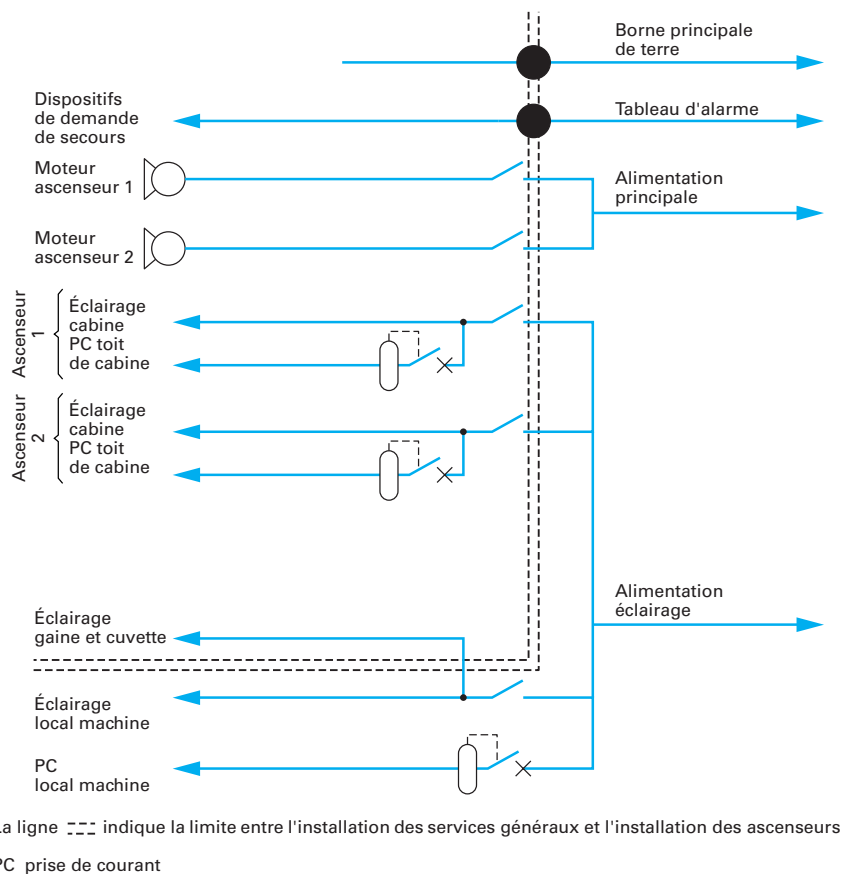 Borne principale
de terre
Dispositifs
de demande
de secours
Tableau d'alarme
Moteur
ascenseur 1
Alimentation
principale
Moteur
ascenseur 2
Ascenseur
1
Éclairage
cabine
PC toit
de cabine
Ascenseur
2
Éclairage
cabine
PC toit
de cabine
Alimentation
éclairage
Éclairage
gaine et cuvette
Éclairage
local machine
PC
local machine
La ligne indique la limite entre l'installation des services généraux et l'installation des ascenseurs
PC prise de courant